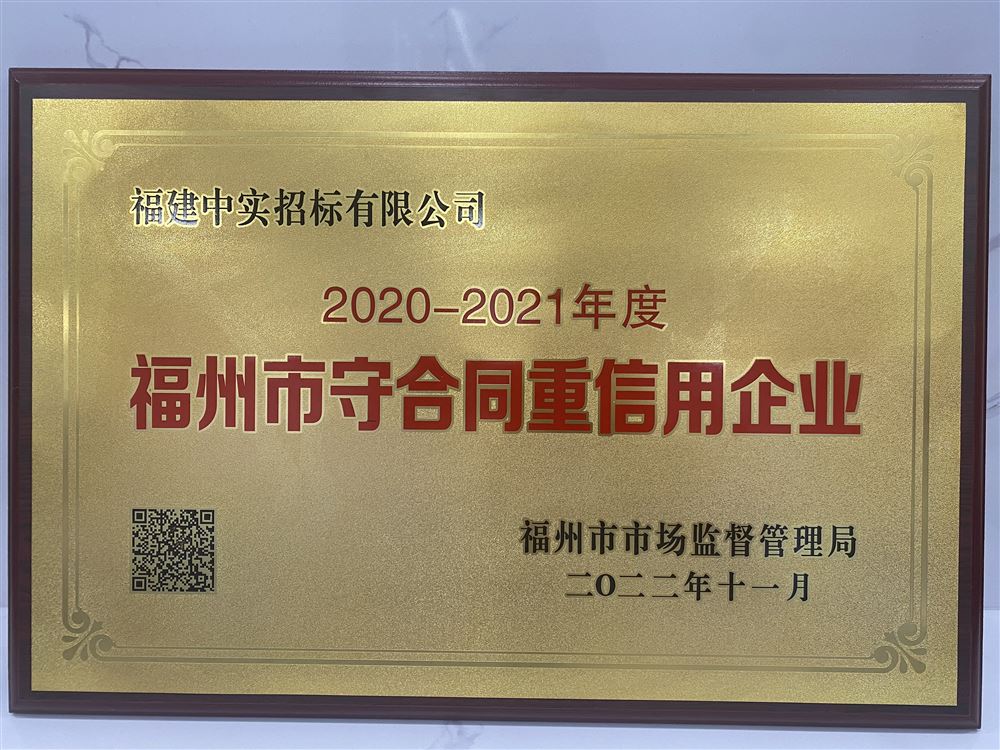 福建中实招标有限公司
2020-2021年度
福州市守合同重信用企业
福州市市场监督管理局
二〇二二年十一月